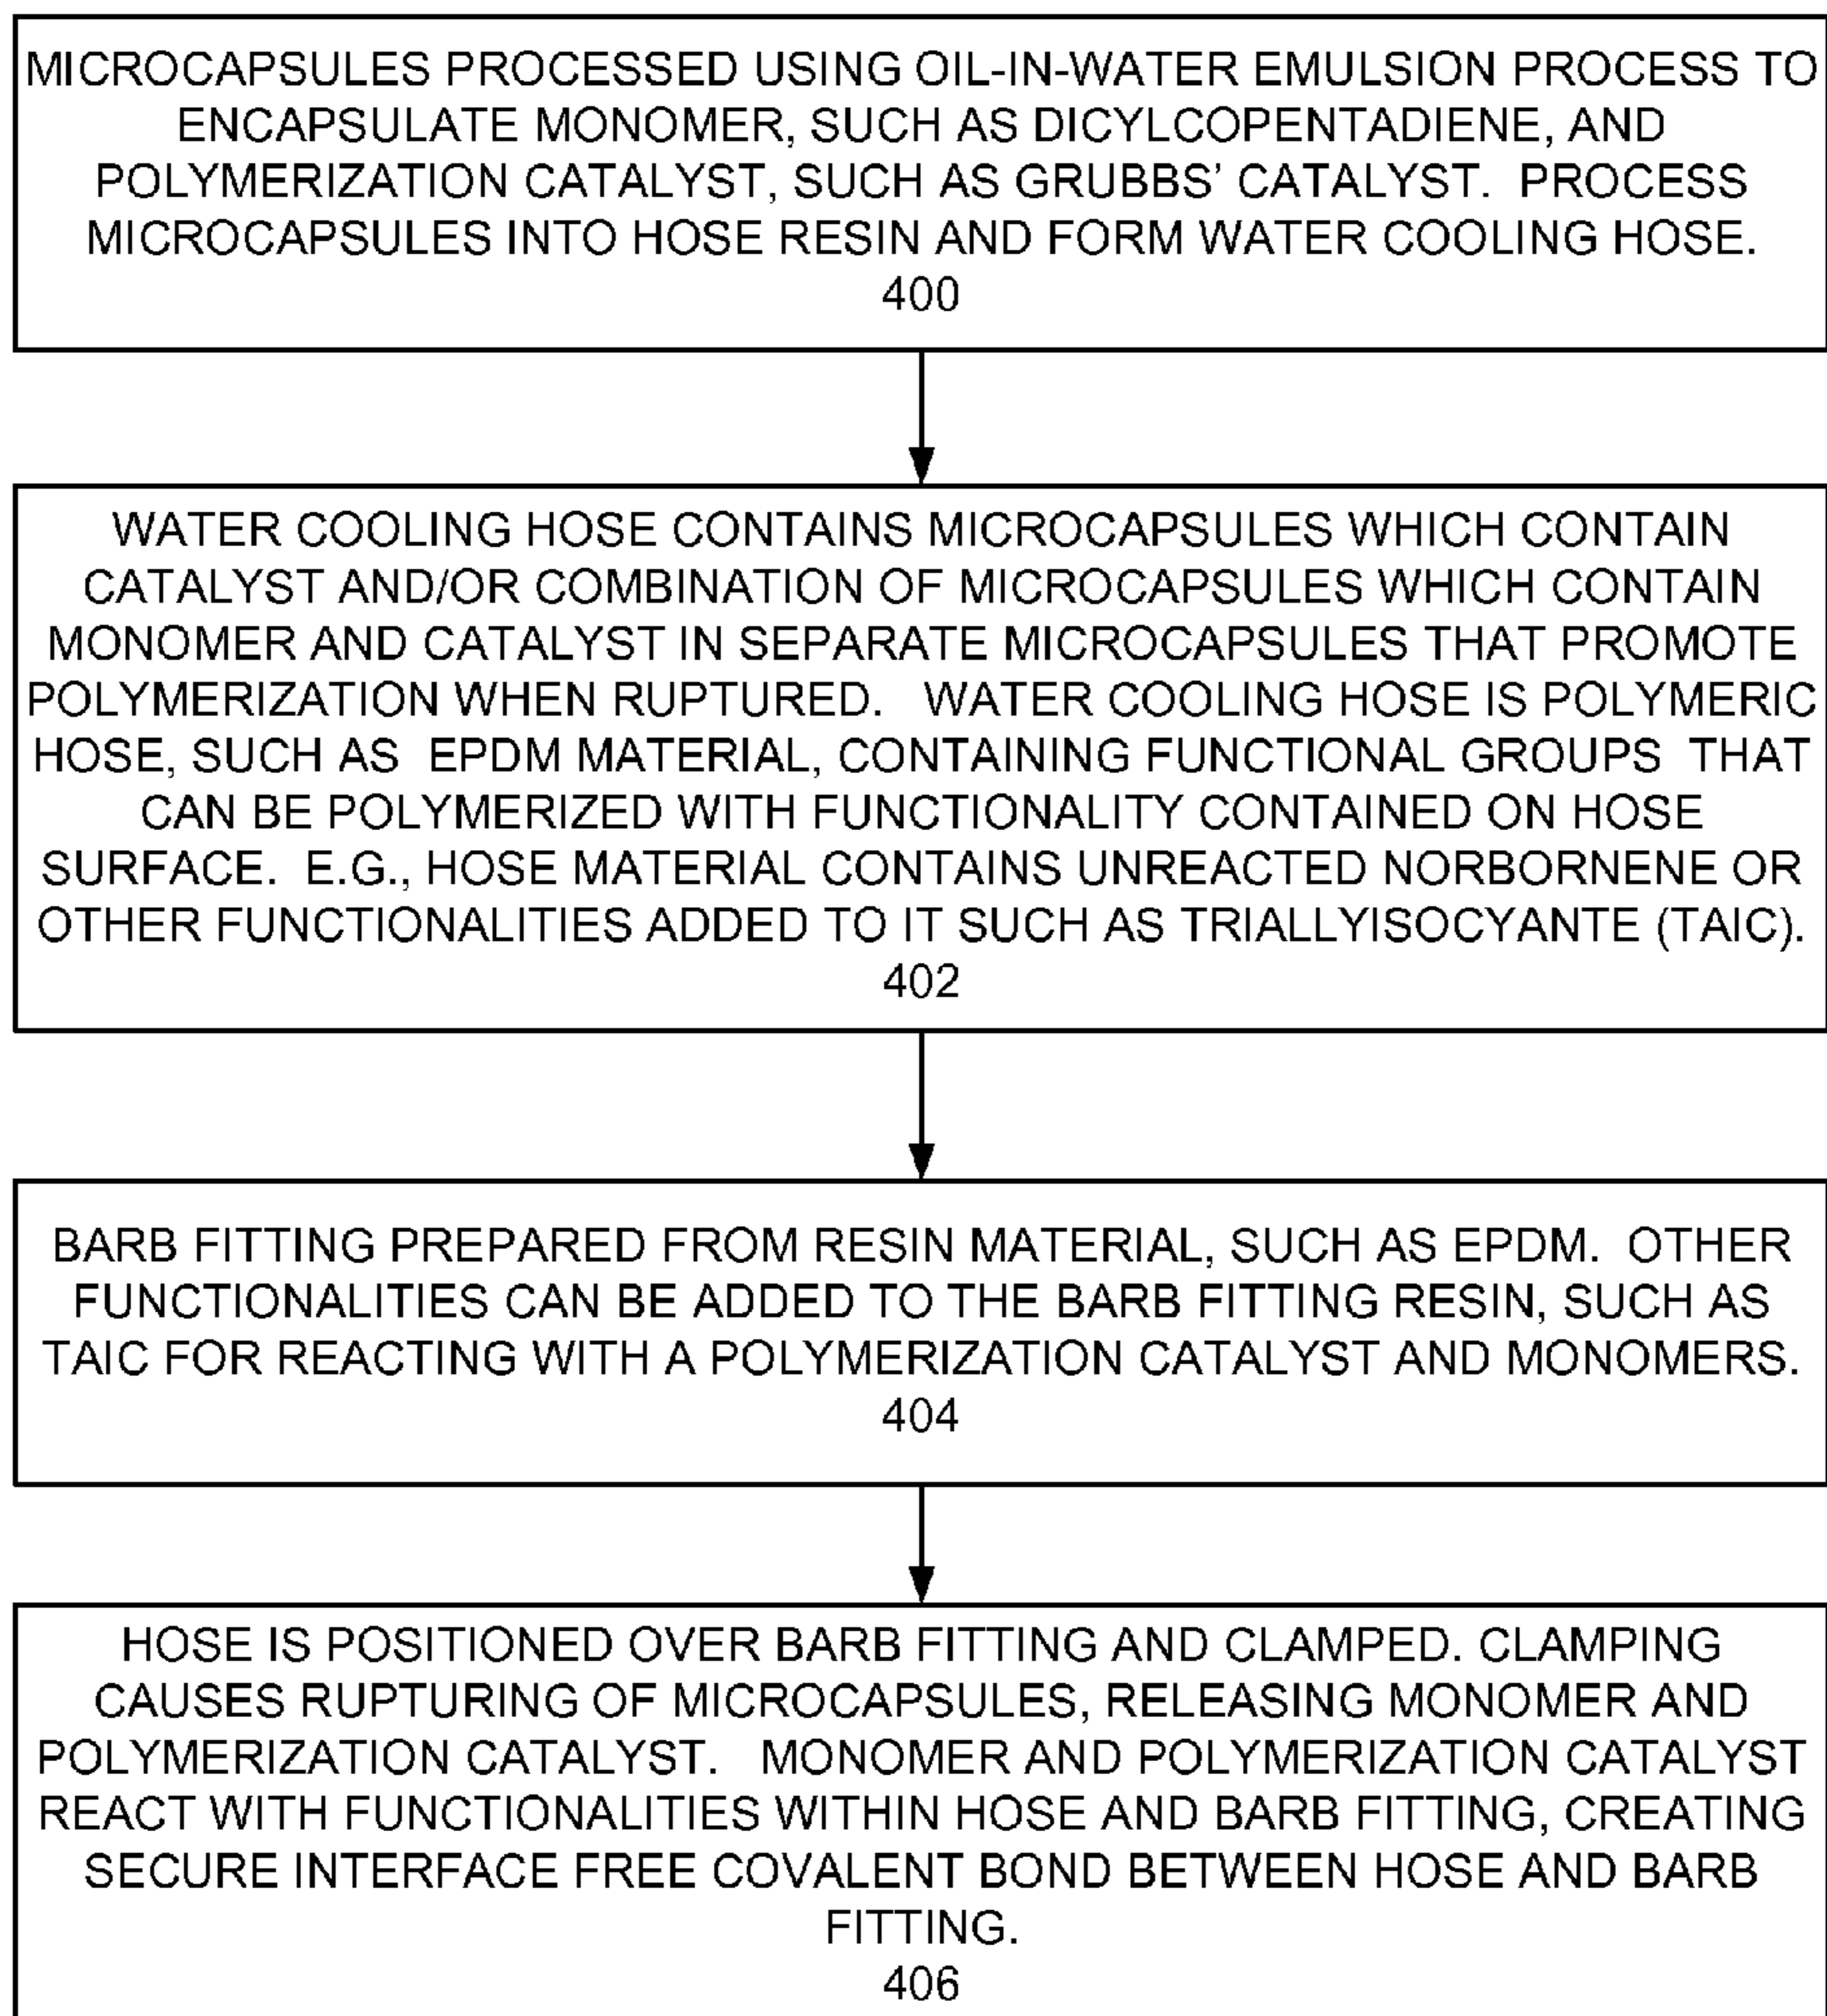 MICROCAPSULES PROCESSED USING OIL-IN-WATER EMULSION PROCESS TO
ENCAPSULATE MONOMER, SUCH AS DICYLCOPENTADIENE, AND
POLYMERIZATION CATALYST, SUCH AS GRUBBS’ CATALYST. PROCESS
MICROCAPSULES INTO HOSE RESIN AND FORM WATER COOLING HOSE.
400
WATER COOLING HOSE CONTAINS MICROCAPSULES WHICH CONTAIN
CATALYST AND/OR COMBINATION OF MICROCAPSULES WHICH CONTAIN
MONOMER AND CATALYST IN SEPARATE MICROCAPSULES THAT PROMOTE
POLYMERIZATION WHEN RUPTURED. WATER COOLING HOSE IS POLYMERIC
HOSE, SUCH AS EPDM MATERIAL, CONTAINING FUNCTIONAL GROUPS THAT
CAN BE POLYMERIZED WITH FUNCTIONALITY CONTAINED ON HOSE
SURFACE. E.G., HOSE MATERIAL CONTAINS UNREACTED NORBORNENE OR
OTHER FUNCTIONALITIES ADDED TO IT SUCH AS TRIALLYISOCYANTE (TAIC).
402
BARB FITTING PREPARED FROM RESIN MATERIAL, SUCH AS EPDM. OTHER
FUNCTIONALITIES CAN BE ADDED TO THE BARB FITTING RESIN, SUCH AS
TAIC FOR REACTING WITH A POLYMERIZATION CATALYST AND MONOMERS.
404
HOSE IS POSITIONED OVER BARB FITTING AND CLAMPED. CLAMPING
CAUSES RUPTURING OF MICROCAPSULES, RELEASING MONOMER AND
POLYMERIZATION CATALYST. MONOMER AND POLYMERIZATION CATALYST
REACT WITH FUNCTIONALITIES WITHIN HOSE AND BARB FITTING, CREATING
SECURE INTERFACE FREE COVALENT BOND BETWEEN HOSE AND BARB
FITTING.
406